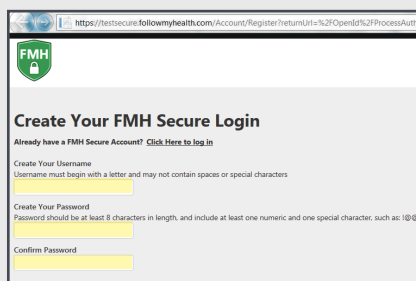 https://testsecure.followmyhealth.com/Account/Register?returnUrl=%2FOpenId%2FProcessAuth
FMH
Create Your FMH Secure Login
Already have a FMH Secure Account? Click Here to log in
Create Your Username
Username must begin with a letter and may not contain spaces or special characters
Create Your Password
Password should be at least 8 characters in length, and include at least one numeric and one special character, such as: !@
Confirm Password